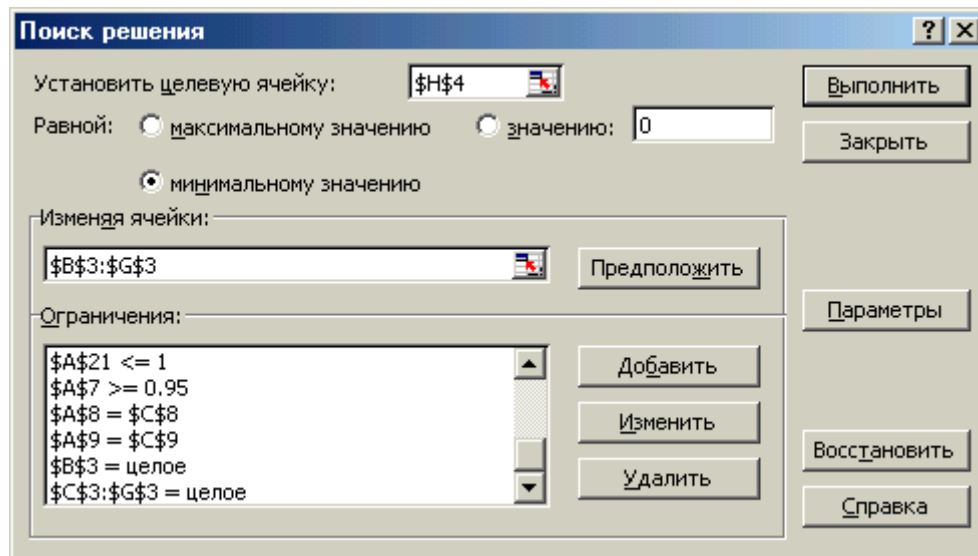 Поиск решения
Установить целевую ячейку: $H$4
Выполнить
Равной: максимальному значению значению: 0
Закрыть
минимальному значению
Изменяя ячейки:
$B$3:$G$3
Предположить
Ограничения:
Параметры
$A$21 <= 1
$A$7 >= 0.95
$A$8 = $C$8
$A$9 = $C$9
$B$3 = целое
$C$3:$G$3 = целое
Добавить
Изменить
Удалить
Восстановить
Справка